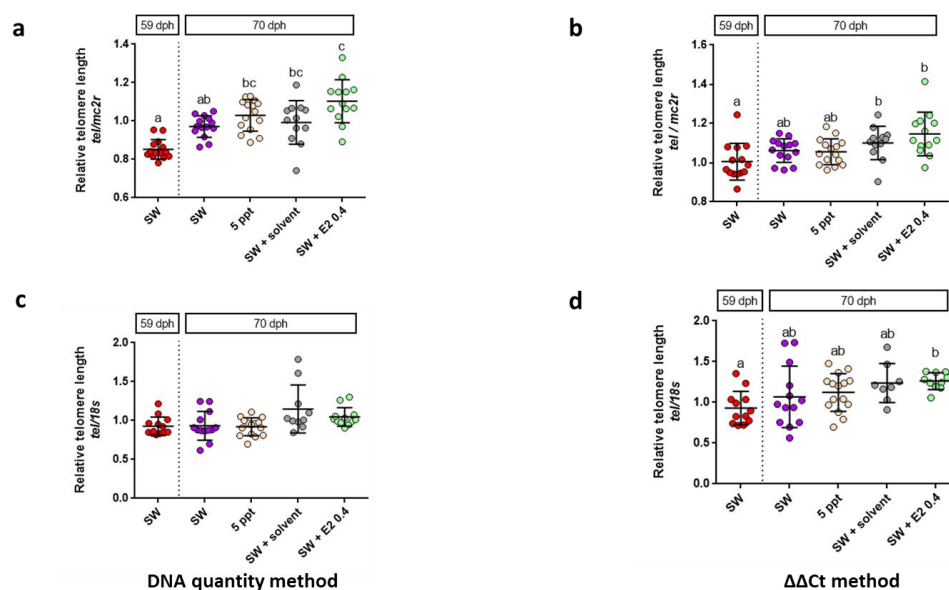 a
59 dph
70 dph
Relative telomere length
tel/mc2r
1.4
1.2
1.0
0.8
0.6
a
ab
bc
bc
c
SW
SW
5 ppt
SW + solvent
SW + E2 0.4
b
59 dph
70 dph
Relative telomere length
tel / mc2r
1.6
1.4
1.2
1.0
0.8
a
ab
ab
b
b
SW
SW
5 ppt
SW + solvent
SW + E2 0.4
c
59 dph
70 dph
Relative telomere length
tel/18s
2.0
1.5
1.0
0.5
0.0
SW
SW
5 ppt
SW + solvent
SW + E2 0.4
DNA quantity method
d
59 dph
70 dph
Relative telomere length
tel/18s
2.0
1.5
1.0
0.5
0.0
a
ab
ab
ab
b
SW
SW
5 ppt
SW + solvent
SW + E2 0.4
ΔΔCt method